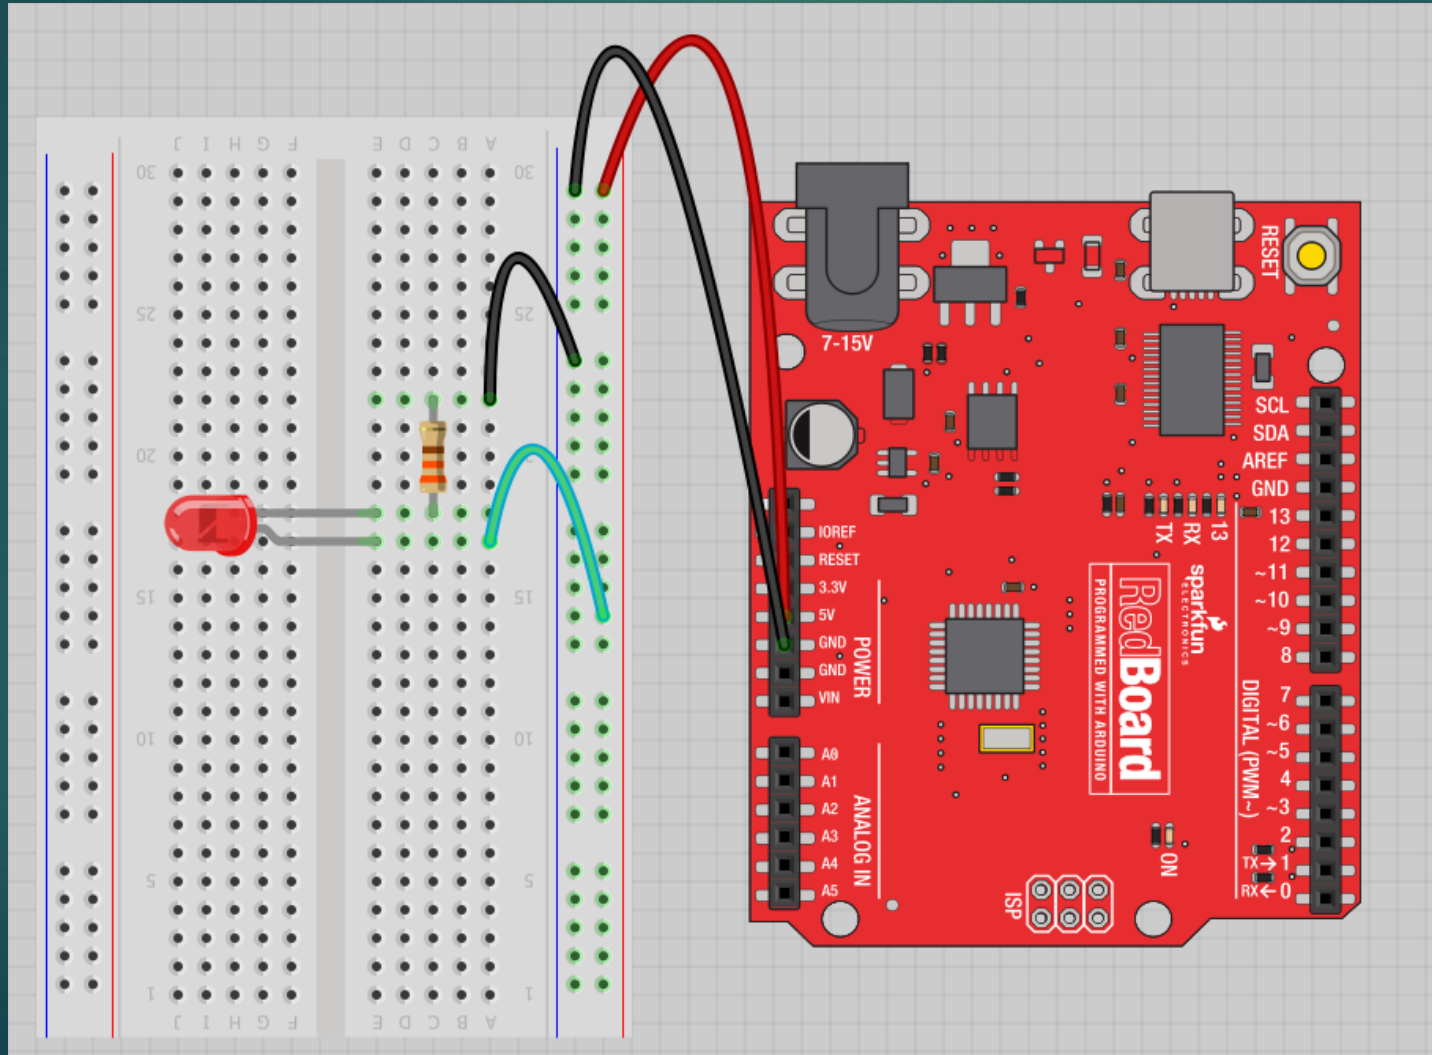 J I H G F E D C B A
30 30
25 25
20
15 15
10 10
5 5
1 1
J I H G F E D C B A
7-15V
RESET
IOREF
RESET
3.3V
5V
GND
GND
VIN
POWER
A0
A1
A2
A3
A4
A5
ANALOG IN
SCL
SDA
AREF
GND
13
12
~11
~10
~9
8
7
~6
~5
4
~3
2
TX→1
RX←0
DIGITAL (PWM~)
TX
RX
13
sparkfun
ELECTRONICS
RedBoard
PROGRAMMED WITH ARDUINO
ON
ISP